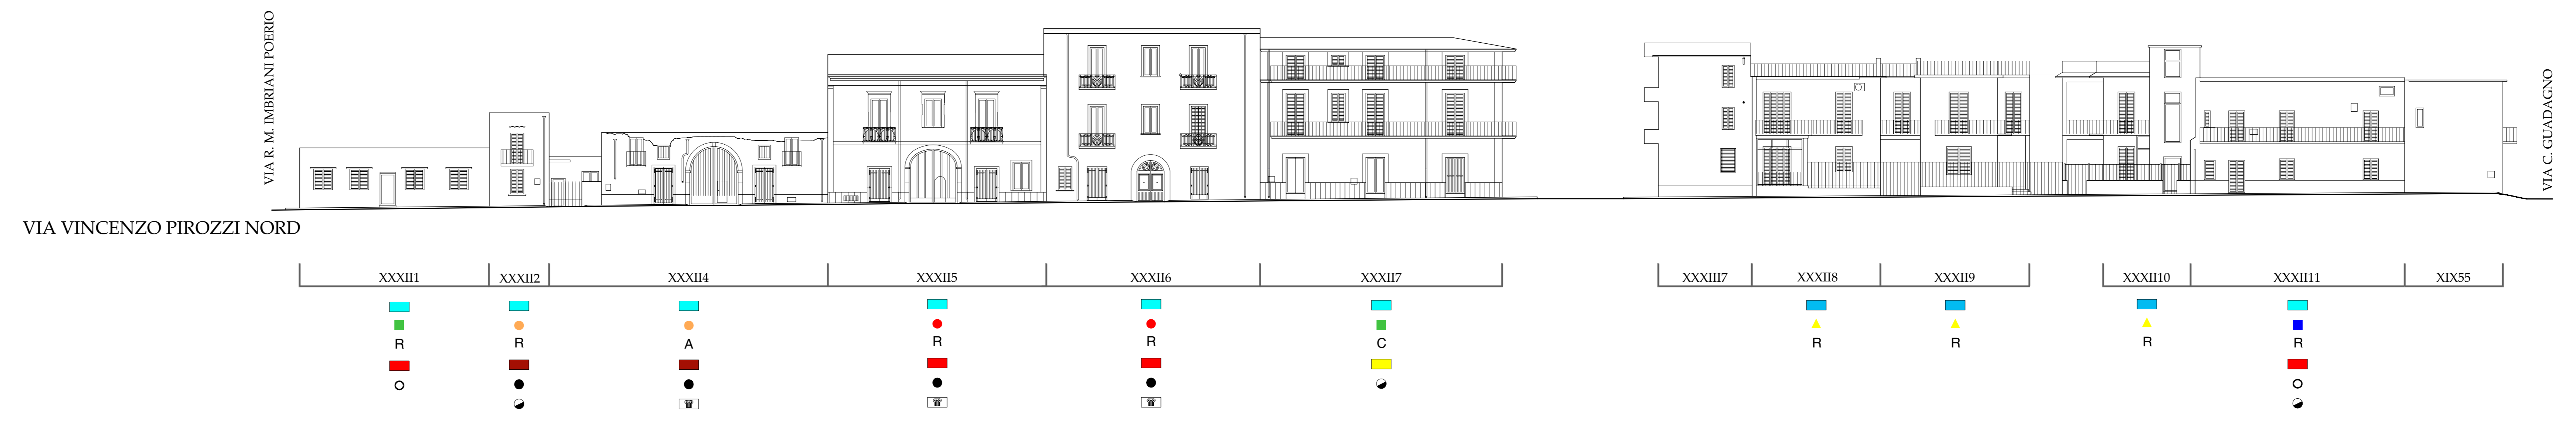 VIA R. M. IMBRIANI POERIO
VIA C. GUADAGNO
VIA VINCENZO PIROZZI NORD
XXXII1 XXXII2 XXXII4 XXXII5 XXXII6 XXXII7 XXXIII7 XXXII8 XXXII9 XXXII10 XXXII11 XIX55
R R A R R C R R R R